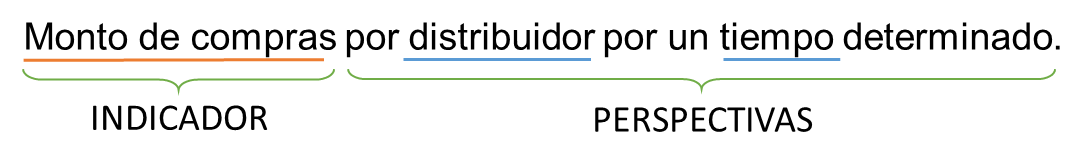 Monto de compras por distribuidor por un tiempo determinado.
INDICADOR
PERSPECTIVAS